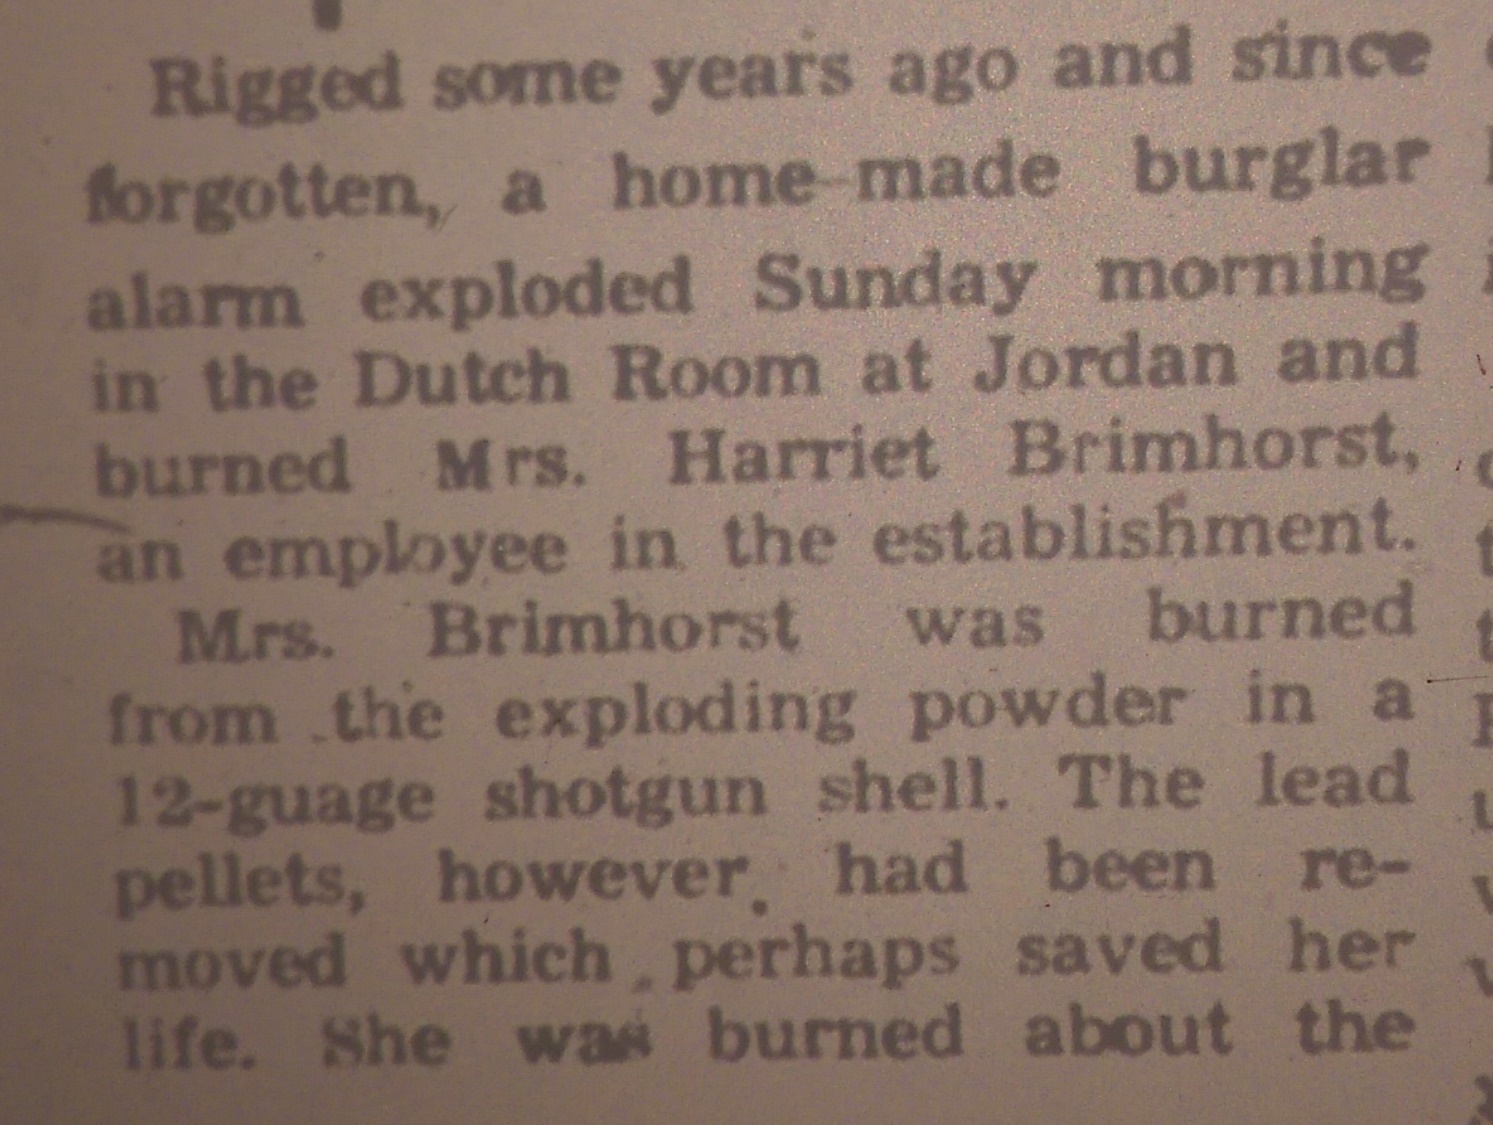 Rigged some years ago and since
forgotten, a home-made burglar
alarm exploded Sunday morning
in the Dutch Room at Jordan and
burned Mrs. Harriet Brimhorst,
an employee in the establishment.
Mrs. Brimhorst was burned
from the exploding powder in a
12-guage shotgun shell. The lead
pellets, however, had been re-
moved which perhaps saved her
life. She was burned about the